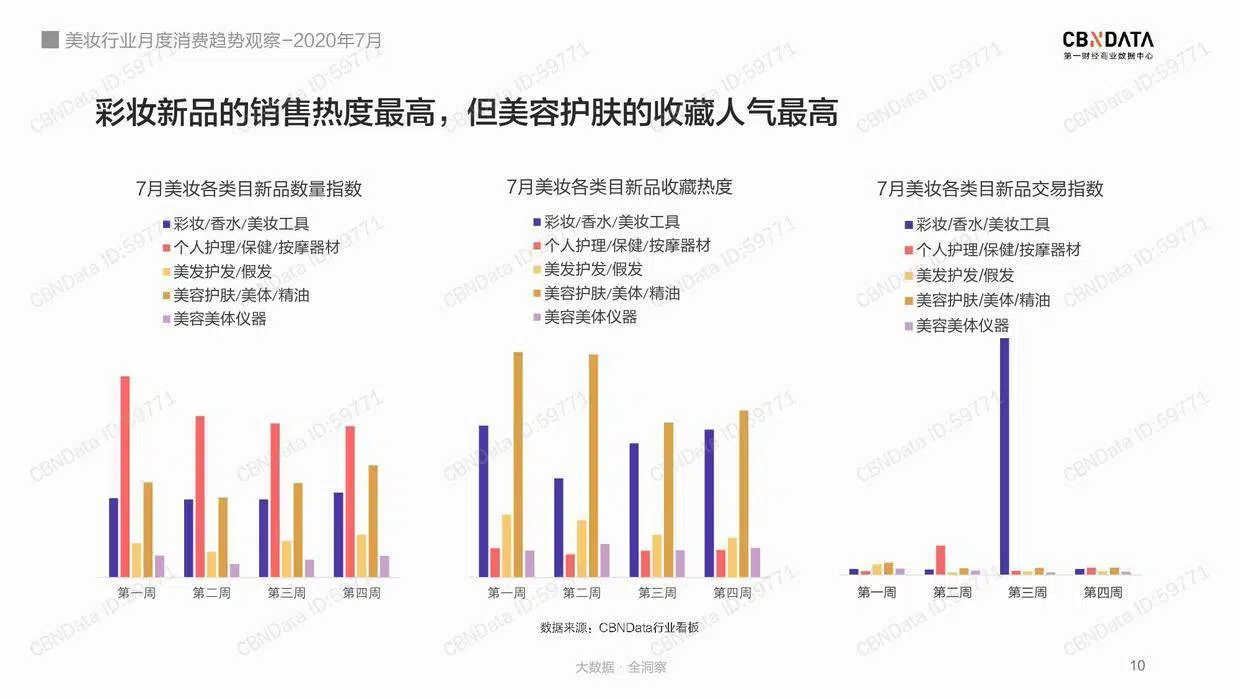 美妆行业月度消费趋势观察-2020年7月
CBNDATA
第一财经商业数据中心
彩妆新品的销售热度最高，但美容护肤的收藏人气最高
7月美妆各类目新品数量指数
彩妆/香水/美妆工具
个人护理/保健/按摩器材
美发护发/假发
美容护肤/美体/精油
美容美体仪器
第一周 第二周 第三周 第四周
7月美妆各类目新品收藏热度
彩妆/香水/美妆工具
个人护理/保健/按摩器材
美发护发/假发
美容护肤/美体/精油
美容美体仪器
第一周 第二周 第三周 第四周
7月美妆各类目新品交易指数
彩妆/香水/美妆工具
个人护理/保健/按摩器材
美发护发/假发
美容护肤/美体/精油
美容美体仪器
第一周 第二周 第三周 第四周
数据来源：CBNData行业看板
大数据·全洞察
10
CBNData ID:59771